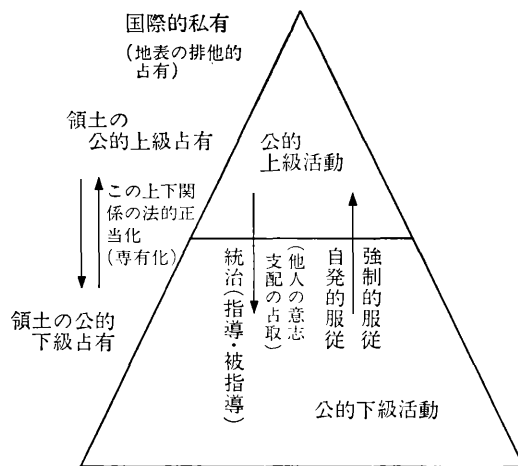 国際的私有
(地表の排他的
占有)
領土の
公的上級占有
この上下関
係の法的正
当化
(専有化)
領土の公的
下級占有
公的
上級活動
統治(指導・被指導)
(他人の意志
支配の占取)
自発的服従
強制的服従
公的下級活動